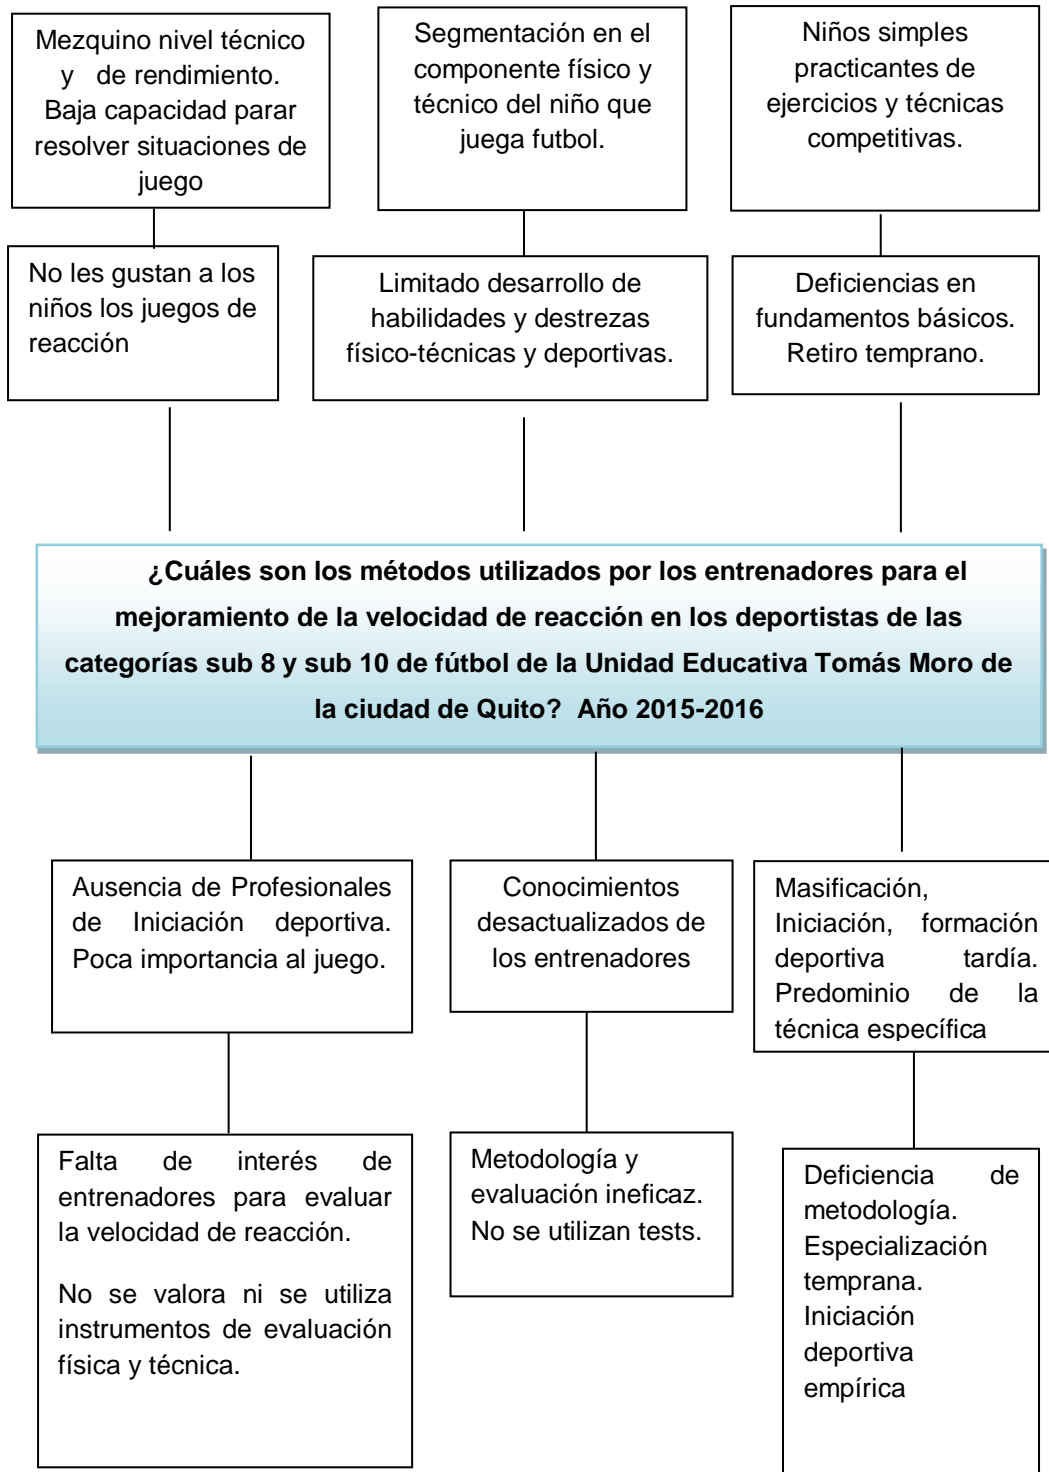 Mezquino nivel técnico
y de rendimiento.
Baja capacidad parar
resolver situaciones de
juego
Segmentación en el
componente físico y
técnico del niño que
juega futbol.
Niños simples
practicantes de
ejercicios y técnicas
competitivas.
No les gustan a los
niños los juegos de
reacción
Limitado desarrollo de
habilidades y destrezas
físico-técnicas y deportivas.
Deficiencias en
fundamentos básicos.
Retiro temprano.
¿Cuáles son los métodos utilizados por los entrenadores para el
mejoramiento de la velocidad de reacción en los deportistas de las
categorías sub 8 y sub 10 de fútbol de la Unidad Educativa Tomás Moro de
la ciudad de Quito? Año 2015-2016
Ausencia de Profesionales
de Iniciación deportiva.
Poca importancia al juego.
Conocimientos
desactualizados de
los entrenadores
Masificación,
Iniciación, formación
deportiva tardía.
Predominio de la
técnica específica
Falta de interés de
entrenadores para evaluar
la velocidad de reacción.
No se valora ni se utiliza
instrumentos de evaluación
física y técnica.
Metodología y
evaluación ineficaz.
No se utilizan tests.
Deficiencia de
metodología.
Especialización
temprana.
Iniciación
deportiva
empírica